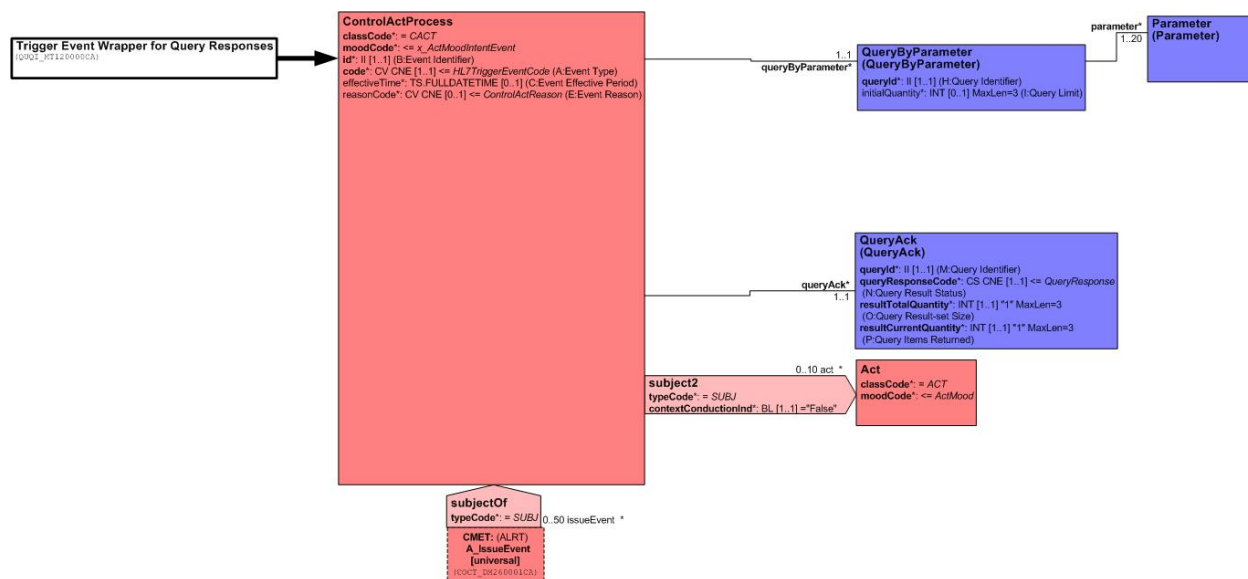 Trigger Event Wrapper for Query Responses
(QUQI_MT120000CA)
ControlActProcess
classCode*: = CACT
moodCode*: <= x_ActMoodIntentEvent
id*: II [1..1] (B:Event Identifier)
code*: CV CNE [1..1] <= HL7TriggerEventCode (A:Event Type)
effectiveTime*: TS.FULLDATETIME [0..1] (C:Event Effective Period)
reasonCode*: CV CNE [0..1] <= ControlActReason (E:Event Reason)
1..1
queryByParameter*
QueryByParameter
(QueryByParameter)
queryId*: II [1..1] (H:Query Identifier)
initialQuantity*: INT [0..1] MaxLen=3 (I:Query Limit)
parameter*
1..20
Parameter
(Parameter)
queryAck*
1..1
QueryAck
(QueryAck)
queryId*: II [1..1] (M:Query Identifier)
queryResponseCode*: CS CNE [1..1] <= QueryResponse
(N:Query Result Status)
resultTotalQuantity*: INT [1..1] "1" MaxLen=3
(O:Query Result-set Size)
resultCurrentQuantity*: INT [1..1] "1" MaxLen=3
(P:Query Items Returned)
0..10 act *
subject2
typeCode*: = SUBJ
contextConductionInd*: BL [1..1] ="False"
Act
classCode*: = ACT
moodCode*: <= ActMood
subjectOf
typeCode*: = SUBJ
0..50 issueEvent *
CMET: (ALRT)
A_IssueEvent
[universal]
(COCT_DM260001CA)